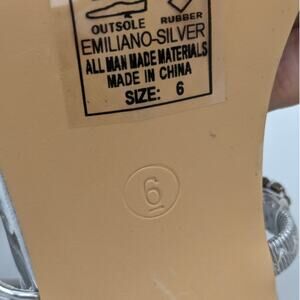 OUTSOLE RUBBER
EMILIANO-SILVER
ALL MAN MADE MATERIALS
MADE IN CHINA
SIZE: 6
6